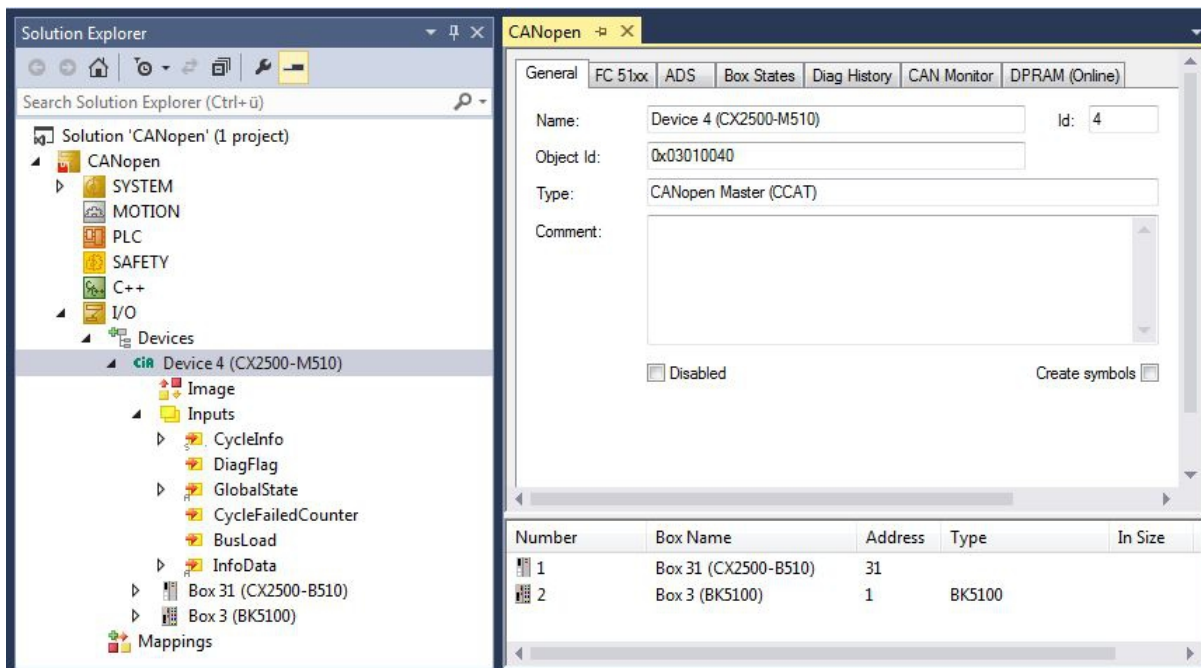 Solution Explorer
Search Solution Explorer (Ctrl+ü)
Solution 'CANopen' (1 project)
CANopen
SYSTEM
MOTION
PLC
SAFETY
C++
I/O
Devices
CiA Device 4 (CX2500-M510)
Image
Inputs
CycleInfo
DiagFlag
GlobalState
CycleFailedCounter
BusLoad
InfoData
Box 31 (CX2500-B510)
Box 3 (BK5100)
Mappings
CANopen
General FC 51xx ADS Box States Diag History CAN Monitor DPRAM (Online)
Name: Device 4 (CX2500-M510) Id: 4
Object Id: 0x03010040
Type: CANopen Master (CCAT)
Comment:
Disabled Create symbols
Number Box Name Address Type In Size
1 Box 31 (CX2500-B510) 31
2 Box 3 (BK5100) 1 BK5100